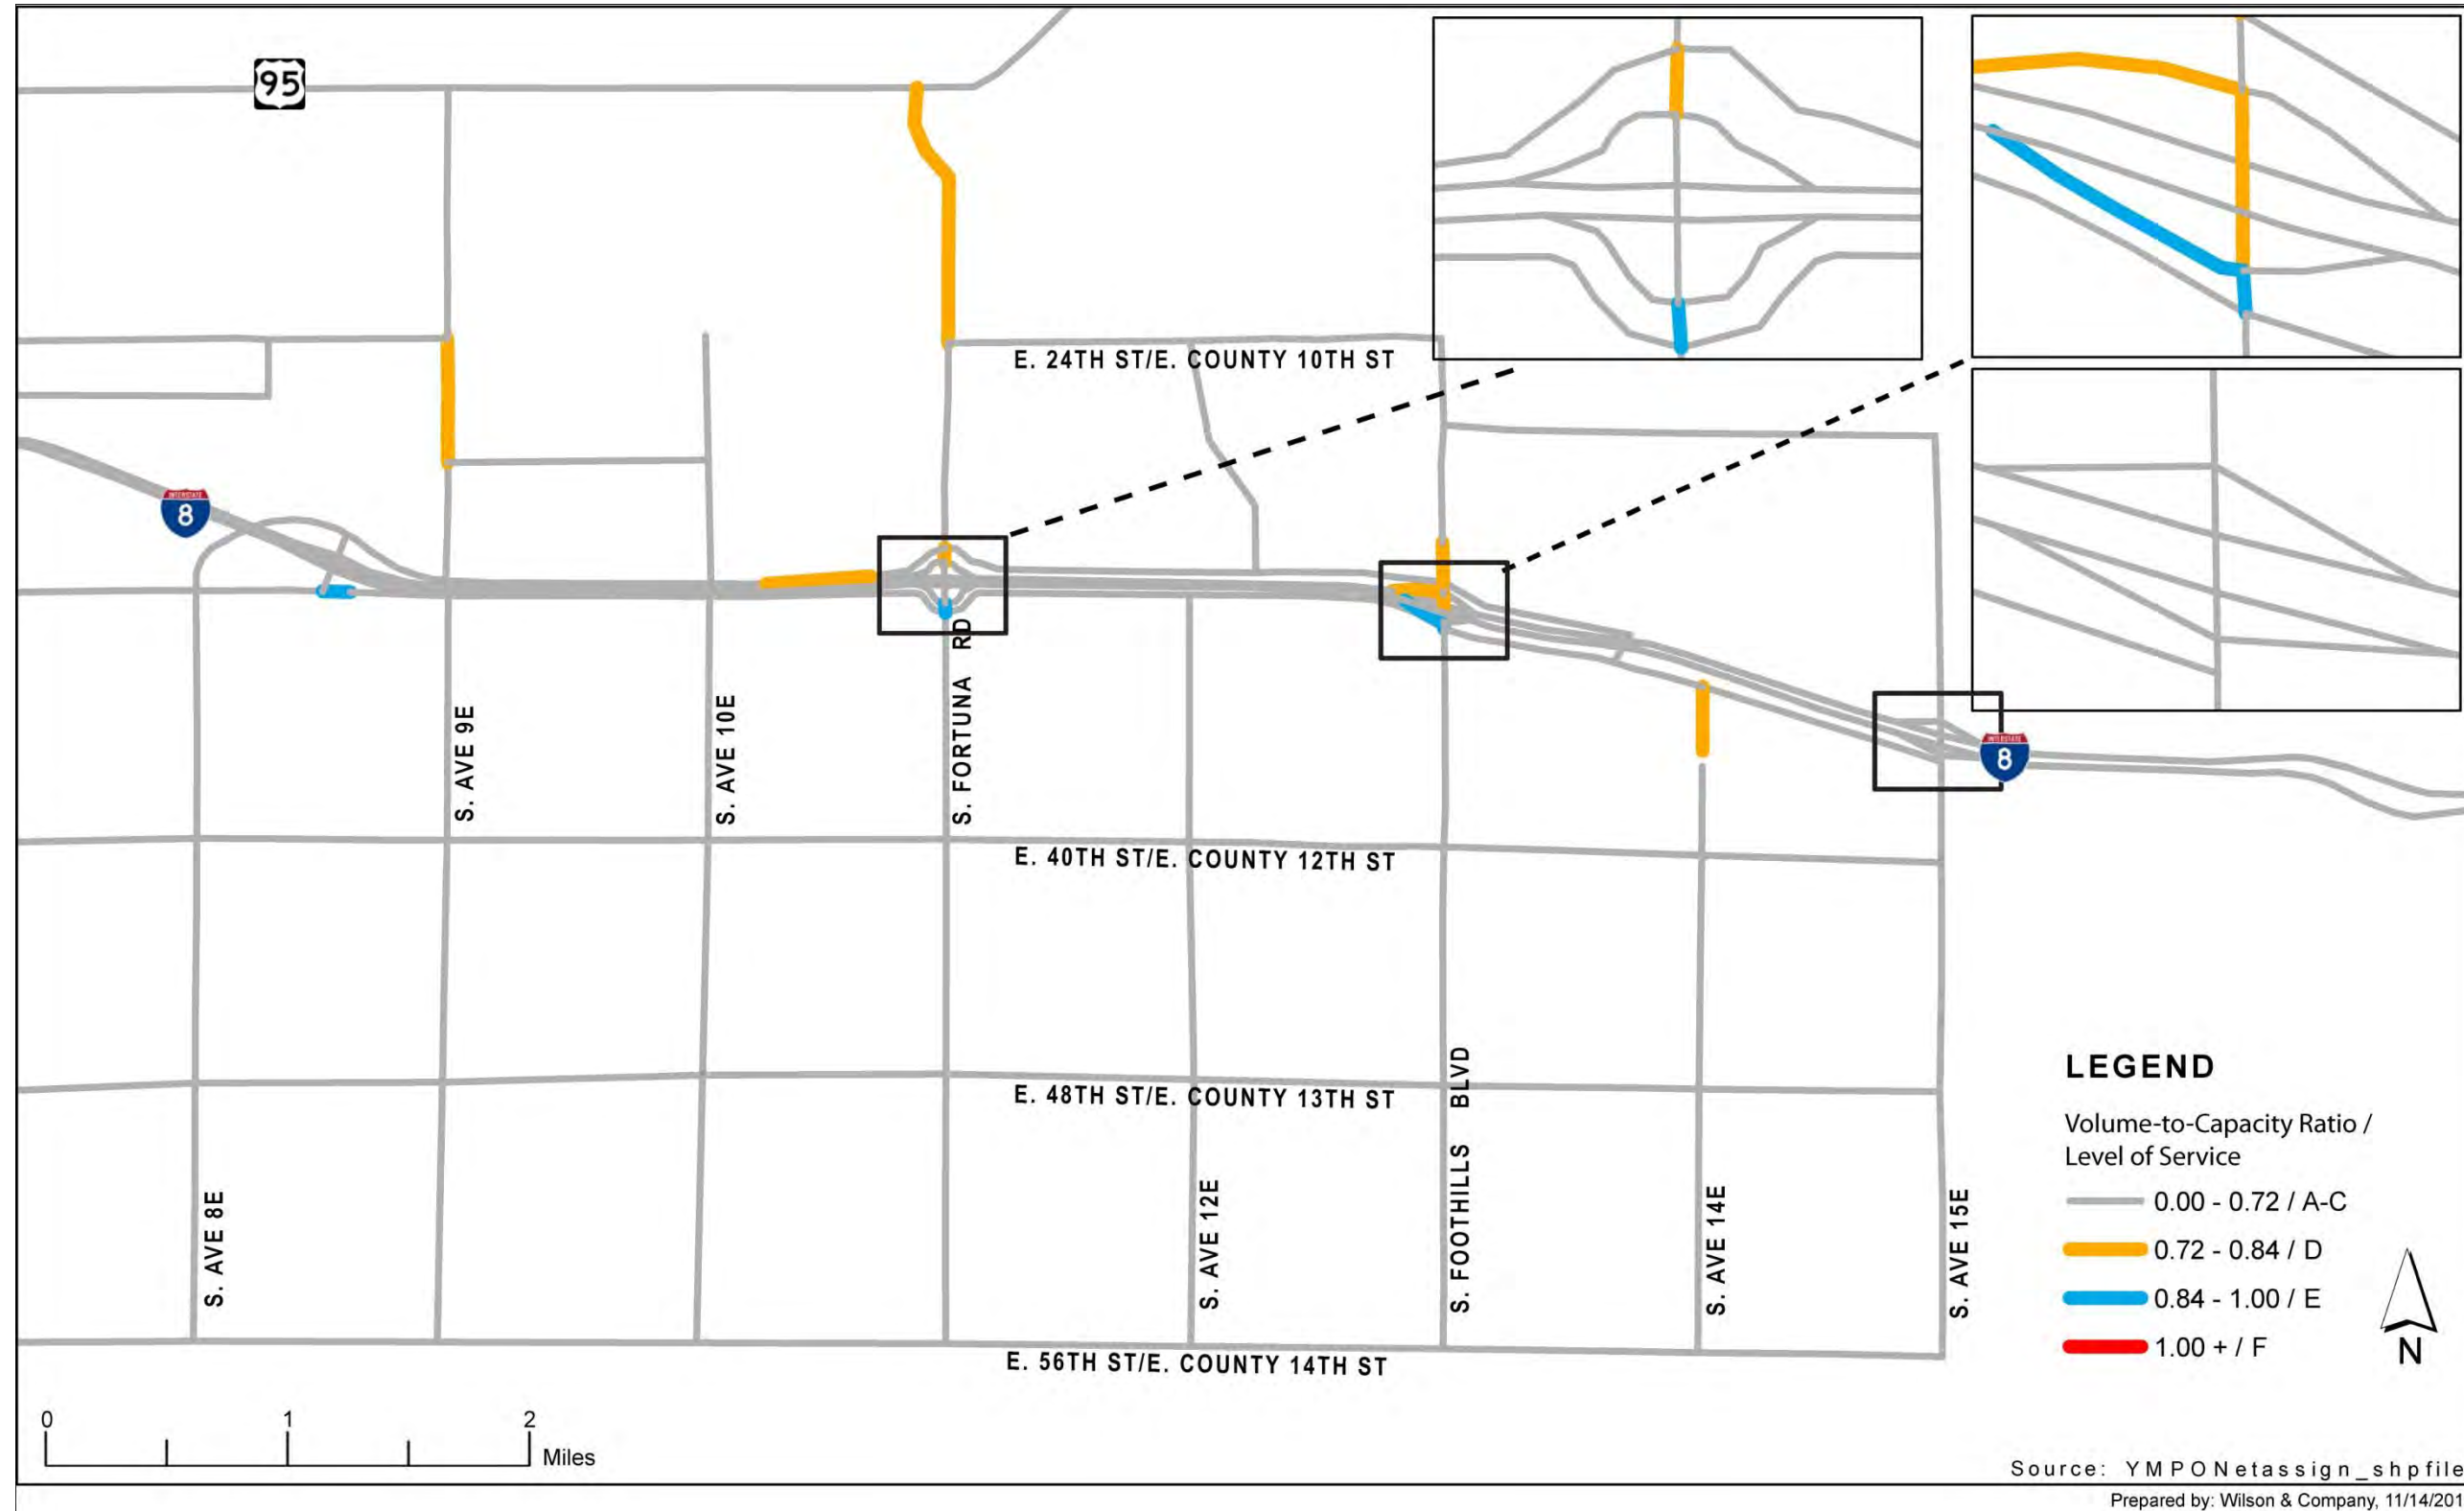 95
E. 24TH ST/E. COUNTY 10TH ST
INTERSTATE
8
S. AVE 9E
S. AVE 10E
S. FORTUNA RD
INTERSTATE
8
E. 40TH ST/E. COUNTY 12TH ST
E. 48TH ST/E. COUNTY 13TH ST
S. AVE 8E
S. AVE 12E
S. FOOTHILLS BLVD
S. AVE 14E
S. AVE 15E
E. 56TH ST/E. COUNTY 14TH ST
LEGEND
Volume-to-Capacity Ratio /
Level of Service
0.00 - 0.72 / A-C
0.72 - 0.84 / D
0.84 - 1.00 / E
1.00 + / F
N
0 1 2
Miles
Source: YMPONetassign_shpfile
Prepared by: Wilson & Company, 11/14/201